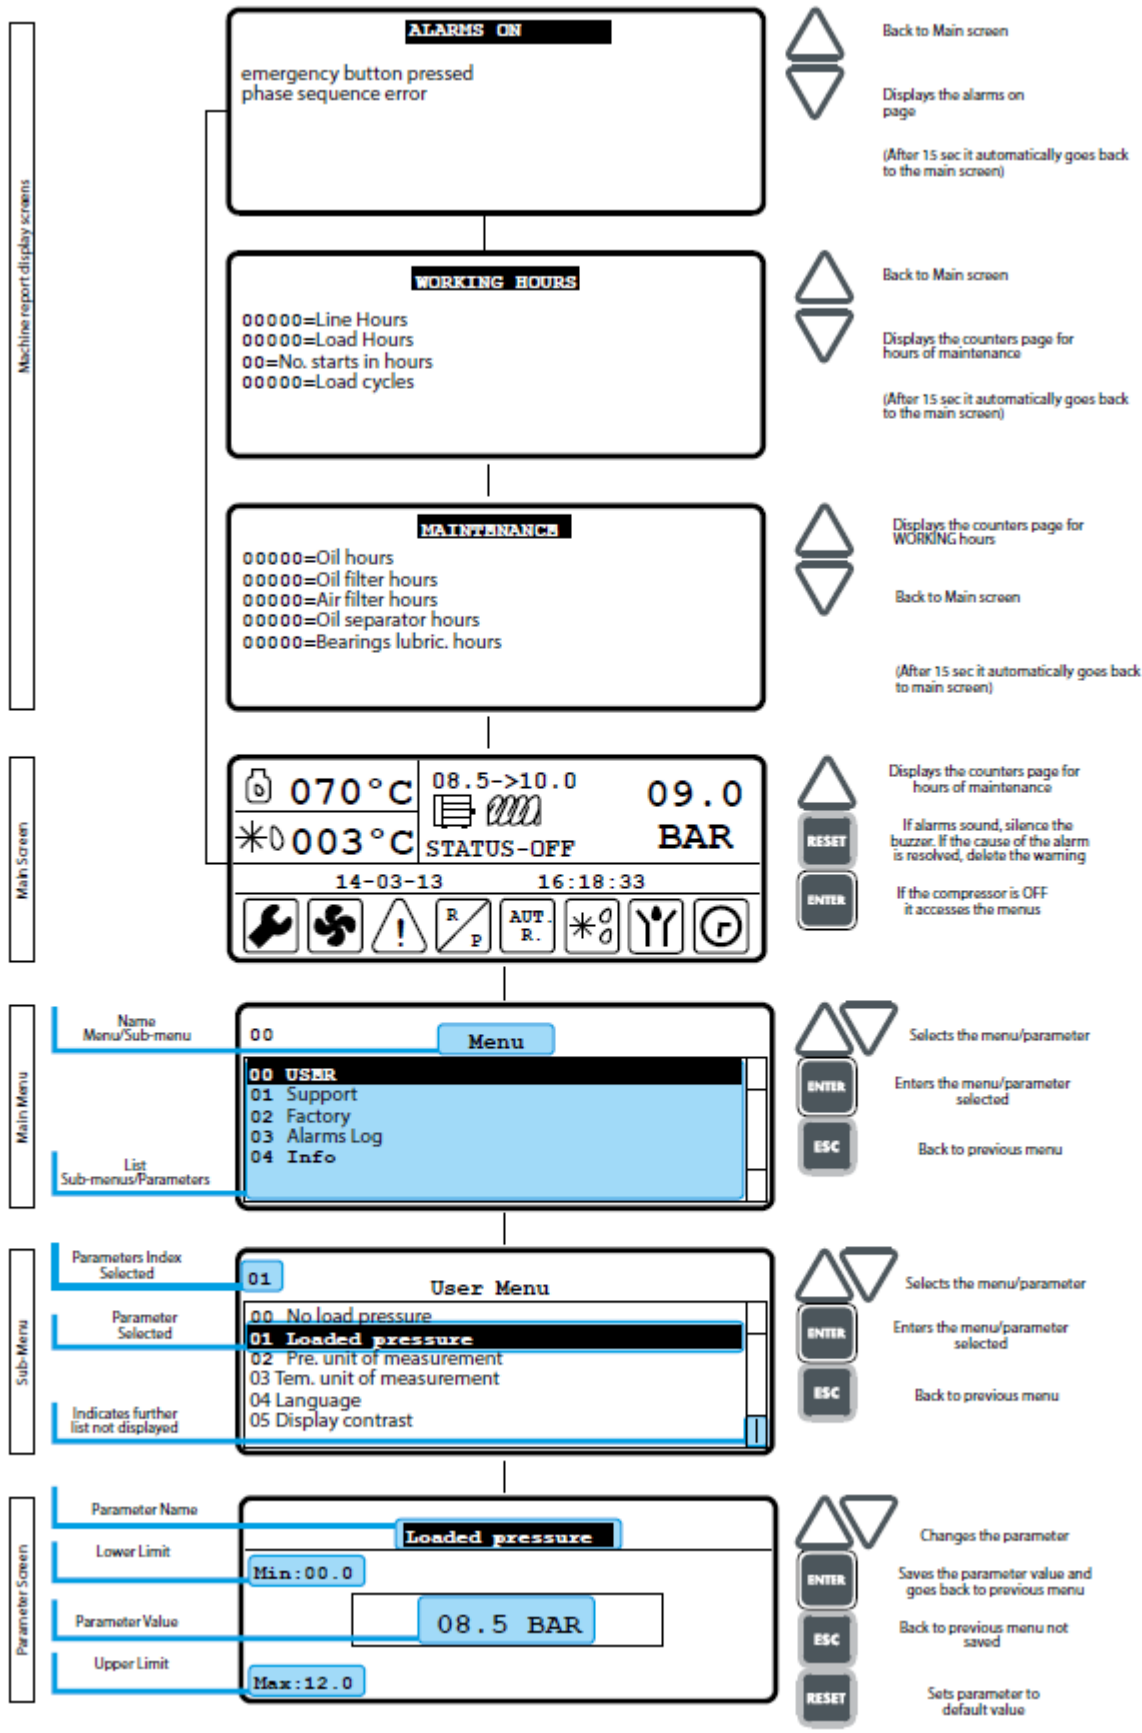 Machine report display screens
ALARMS ON
emergency button pressed
phase sequence error
Back to Main screen
Displays the alarms on
page
(After 15 sec it automatically goes back
to the main screen)
WORKING HOURS
00000=Line Hours
00000=Load Hours
00=No. starts in hours
00000=Load cycles
Back to Main screen
Displays the counters page for
hours of maintenance
(After 15 sec it automatically goes back
to the main screen)
MAINTENANCE
00000=Oil hours
00000=Oil filter hours
00000=Air filter hours
00000=Oil separator hours
00000=Bearings lubric. hours
Displays the counters page for
WORKING hours
Back to Main screen
(After 15 sec it automatically goes back
to main screen)
Main Screen
070°C
003°C
08.5->10.0
STATUS-OFF
09.0
BAR
14-03-13 16:18:33
R/P
AUT.
R.
Displays the counters page for
hours of maintenance
RESET
If alarms sound, silence the
buzzer. If the cause of the alarm
is resolved, delete the warning
ENTER
If the compressor is OFF
it accesses the menus
Main Menu
Name
Menu/Sub-menu
List
Sub-menus/Parameters
00
Menu
00 USER
01 Support
02 Factory
03 Alarms Log
04 Info
Selects the menu/parameter
ENTER
Enters the menu/parameter
selected
ESC
Back to previous menu
Sub-Menu
Parameters Index
Selected
Parameter
Selected
Indicates further
list not displayed
01
User Menu
00 No load pressure
01 Loaded pressure
02 Pre. unit of measurement
03 Tem. unit of measurement
04 Language
05 Display contrast
Selects the menu/parameter
ENTER
Enters the menu/parameter
selected
ESC
Back to previous menu
Parameter Screen
Parameter Name
Lower Limit
Parameter Value
Upper Limit
Loaded pressure
Min:00.0
08.5 BAR
Max:12.0
Changes the parameter
ENTER
Saves the parameter value and
goes back to previous menu
ESC
Back to previous menu not
saved
RESET
Sets parameter to
default value